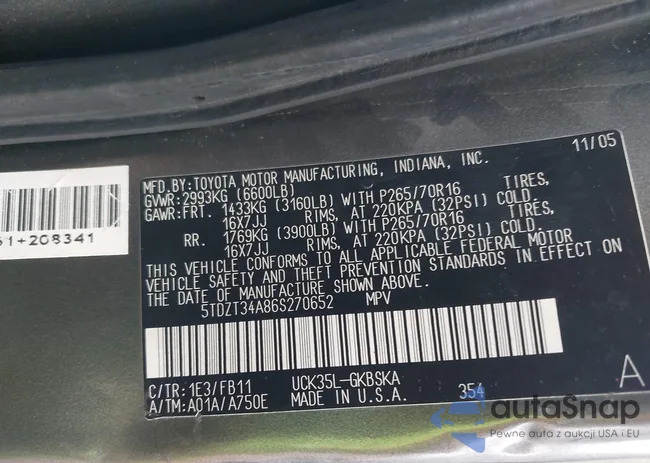 11/05
MFD.BY:TOYOTA MOTOR MANUFACTURING, INDIANA, INC.
GVWR:2993KG (6600LB)
GAWR:FRT. 1433KG (3160LB) WITH P265/70R16 TIRES,
16X7JJ RIMS, AT 220KPA (32PSI) COLD.
RR. 1769KG (3900LB) WITH P265/70R16 TIRES,
16X7JJ RIMS, AT 220KPA (32PSI) COLD.
THIS VEHICLE CONFORMS TO ALL APPLICABLE FEDERAL MOTOR
VEHICLE SAFETY AND THEFT PREVENTION STANDARDS IN EFFECT ON
THE DATE OF MANUFACTURE SHOWN ABOVE.
5TDZT34A86S270652 MPV
61+208341
C/TR:1E3/FB11 UCK35L-GKBSKA 354 A
A/TM:A01A/A750E MADE IN U.S.A.
autoSnap
Pewne auta z aukcji USA i EU